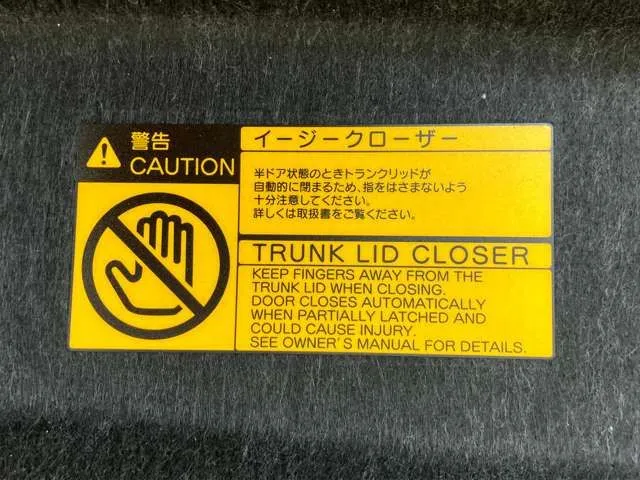 警告
CAUTION
イージークローザー
半ドア状態のときトランクリッドが
自動的に閉まるため、指をはさまないよう
十分注意してください。
詳しくは取扱書をご覧ください。
TRUNK LID CLOSER
KEEP FINGERS AWAY FROM THE
TRUNK LID WHEN CLOSING.
DOOR CLOSES AUTOMATICALLY
WHEN PARTIALLY LATCHED AND
COULD CAUSE INJURY.
SEE OWNER'S MANUAL FOR DETAILS.